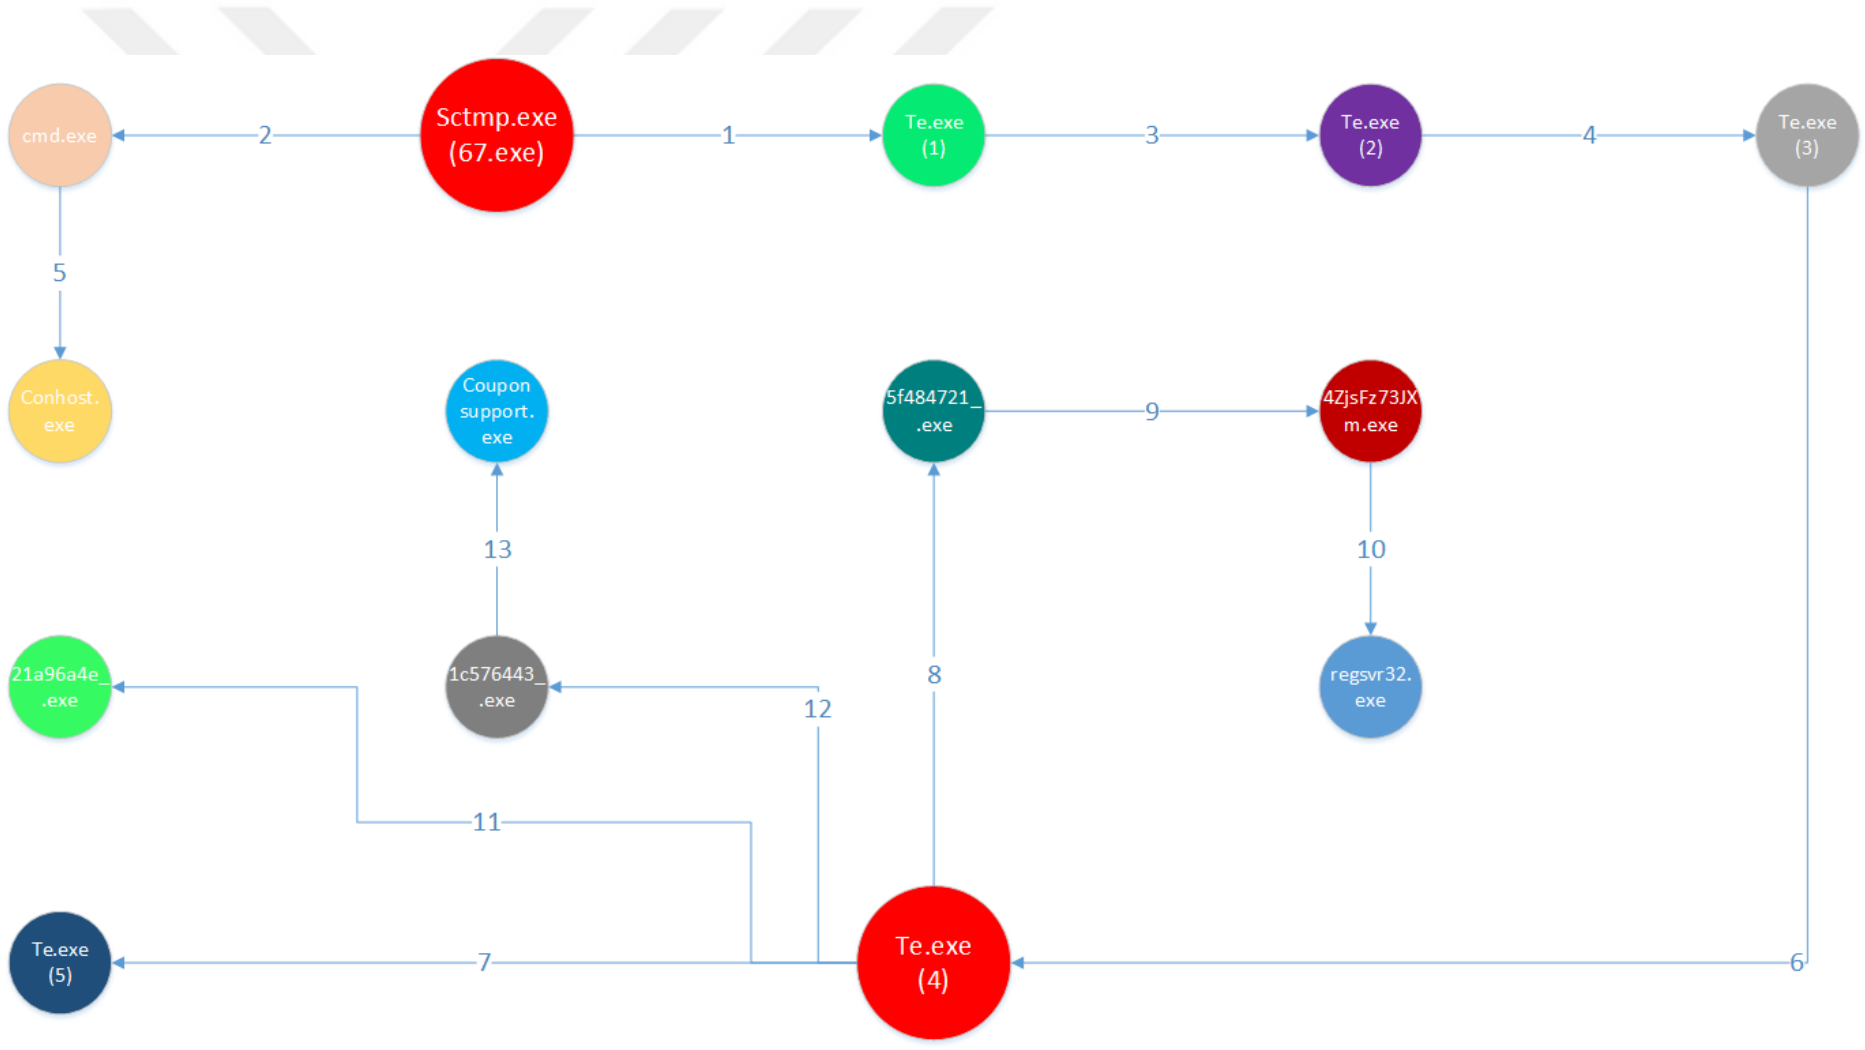 cmd.exe
2
Sctmp.exe
(67.exe)
1
Te.exe
(1)
3
Te.exe
(2)
4
Te.exe
(3)
5
Conhost.
exe
Coupon
support.
exe
5f484721_
.exe
9
4ZjsFz73JX
m.exe
13
10
21a96a4e_
.exe
1c576443_
.exe
12
8
regsvr32.
exe
11
Te.exe
(5)
7
Te.exe
(4)
6